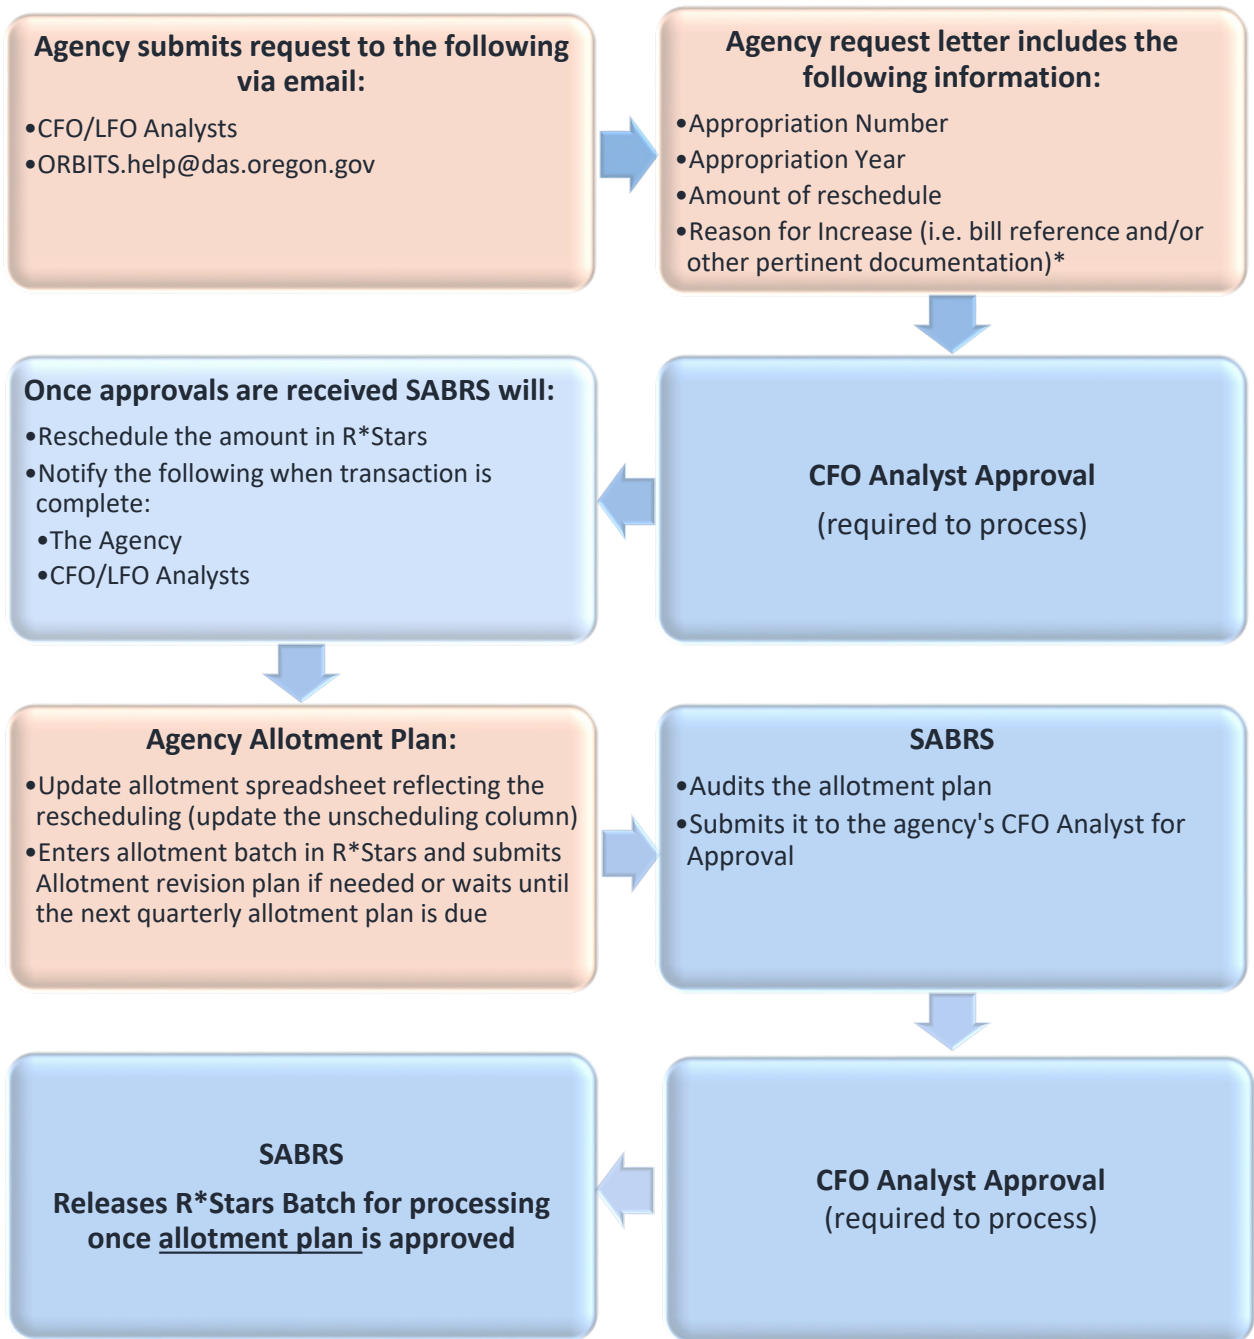 Agency submits request to the following
via email:
•CFO/LFO Analysts
•ORBITS.help@das.oregon.gov
Agency request letter includes the
following information:
•Appropriation Number
•Appropriation Year
•Amount of reschedule
•Reason for Increase (i.e. bill reference and/or
other pertinent documentation)*
CFO Analyst Approval
(required to process)
Once approvals are received SABRS will:
•Reschedule the amount in R*Stars
•Notify the following when transaction is
complete:
•The Agency
•CFO/LFO Analysts
Agency Allotment Plan:
•Update allotment spreadsheet reflecting the
rescheduling (update the unscheduling column)
•Enters allotment batch in R*Stars and submits
Allotment revision plan if needed or waits until
the next quarterly allotment plan is due
SABRS
•Audits the allotment plan
•Submits it to the agency's CFO Analyst for
Approval
CFO Analyst Approval
(required to process)
SABRS
Releases R*Stars Batch for processing
once allotment plan is approved